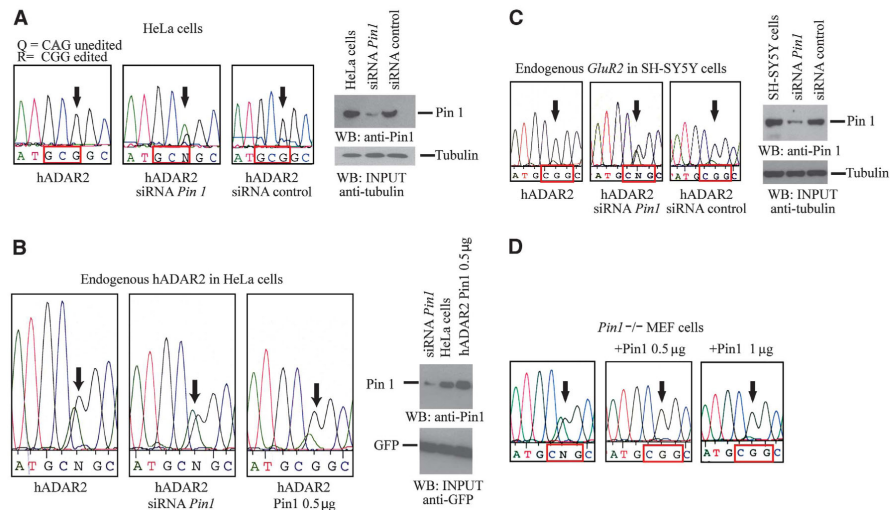 A
HeLa cells
Q = CAG unedited
R= CGG edited
A T G C G G C
A T G C N G C
A T G C G G C
hADAR2
hADAR2
siRNA Pin 1
hADAR2
siRNA control
HeLa cells
siRNA Pin1
siRNA control
Pin 1
WB: anti-Pin1
Tubulin
WB: INPUT
anti-tubulin
B
Endogenous hADAR2 in HeLa cells
A T G C N G C
A T G C N G C
A T G C G G C
hADAR2
hADAR2
siRNA Pin1
hADAR2
Pin1 0.5 µg
siRNA Pin1
HeLa cells
hADAR2 Pin1 0.5 µg
Pin 1
WB: anti-Pin1
GFP
WB: INPUT
anti-GFP
C
Endogenous GluR2 in SH-SY5Y cells
A T G C G G C
A T G C N G C
A T G C G G C
hADAR2
hADAR2
siRNA Pin1
hADAR2
siRNA control
SH-SY5Y cells
siRNA Pin1
siRNA control
Pin 1
WB: anti-Pin 1
Tubulin
WB: INPUT
anti-tubulin
D
Pin1−/− MEF cells
+Pin1 0.5 µg
+Pin1 1 µg
A T G C N G C
A T G C G G C
A T G C G G C